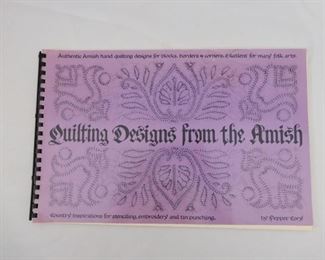 Authentic Amish hand quilting designs for blocks, borders & corners. Excellent for many folk arts.
Quilting Designs from the Amish
Country inspirations for stenciling, embroidery and tin punching.
by Pepper Cory